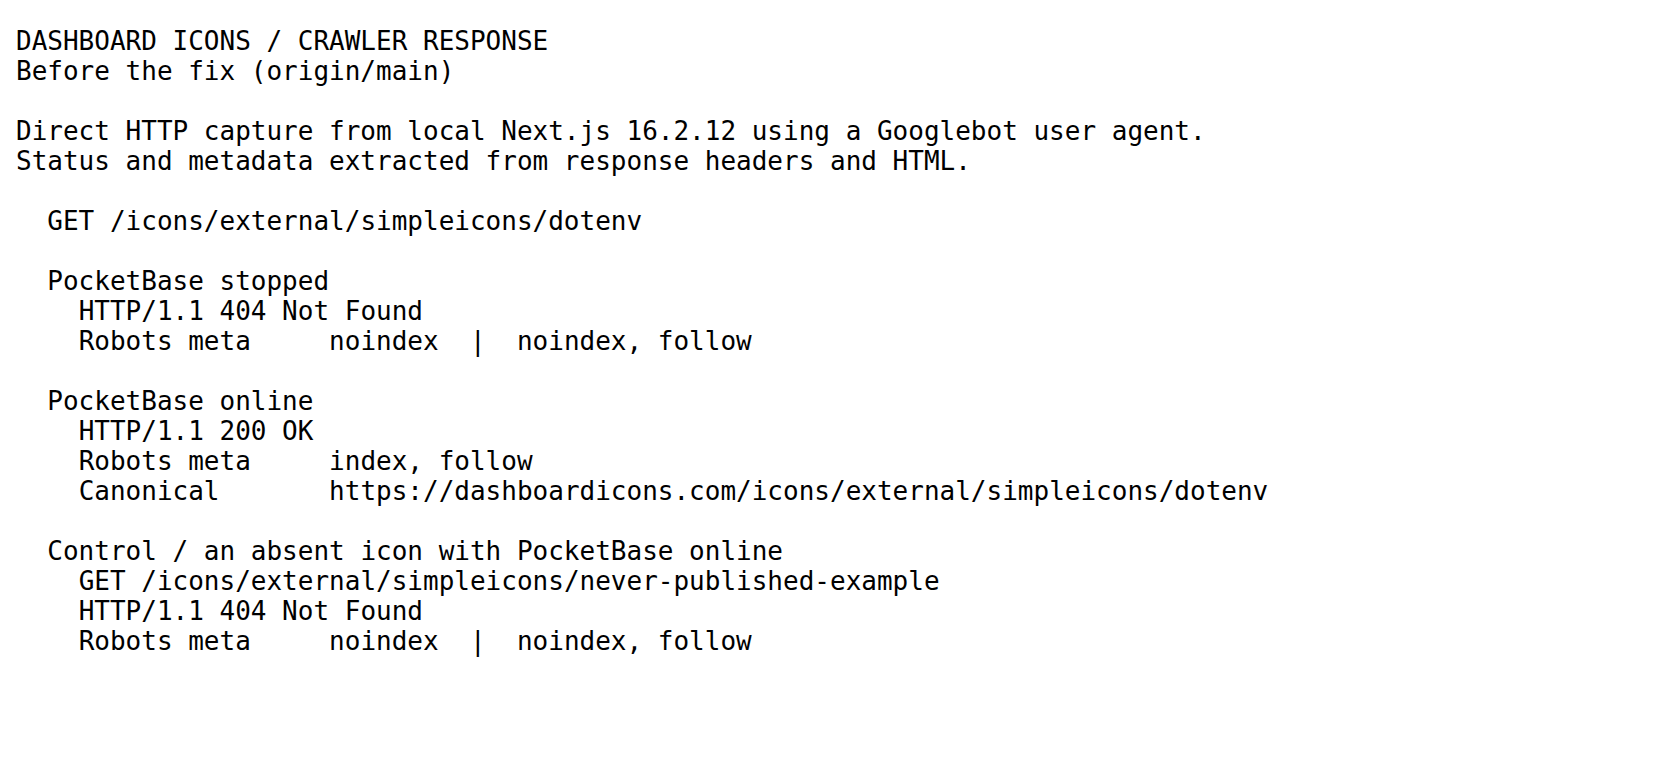 DASHBOARD ICONS / CRAWLER RESPONSE
Before the fix (origin/main)
Direct HTTP capture from local Next.js 16.2.12 using a Googlebot user agent.
Status and metadata extracted from response headers and HTML.
GET /icons/external/simpleicons/dotenv
PocketBase stopped
HTTP/1.1 404 Not Found
Robots meta     noindex  |  noindex, follow
PocketBase online
HTTP/1.1 200 OK
Robots meta     index, follow
Canonical       https://dashboardicons.com/icons/external/simpleicons/dotenv
Control / an absent icon with PocketBase online
GET /icons/external/simpleicons/never-published-example
HTTP/1.1 404 Not Found
Robots meta     noindex  |  noindex, follow